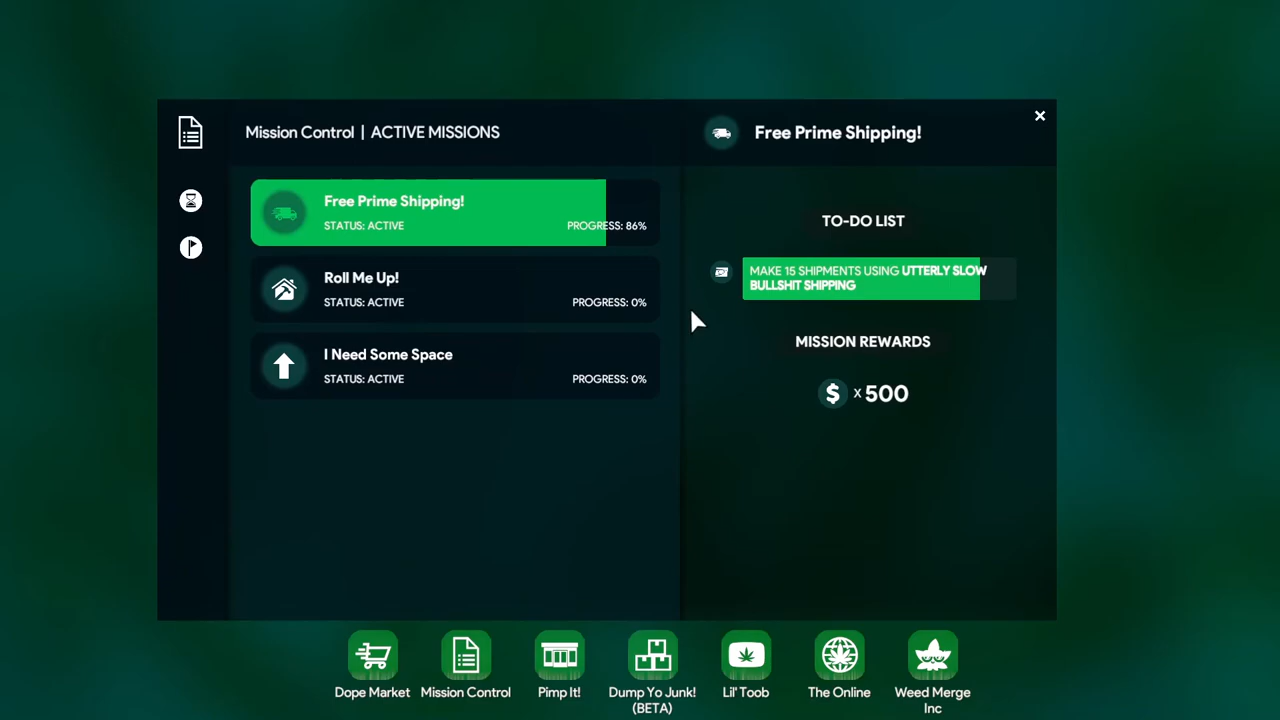 Mission Control | ACTIVE MISSIONS
Free Prime Shipping!
STATUS: ACTIVE
PROGRESS: 86%
Roll Me Up!
STATUS: ACTIVE
PROGRESS: 0%
I Need Some Space
STATUS: ACTIVE
PROGRESS: 0%
Free Prime Shipping!
TO-DO LIST
MAKE 15 SHIPMENTS USING UTTERLY SLOW
BULLSHIT SHIPPING
MISSION REWARDS
$ x 500
Dope Market
Mission Control
Pimp It!
Dump Yo Junk!
(BETA)
Lil' Toob
The Online
Weed Merge
Inc